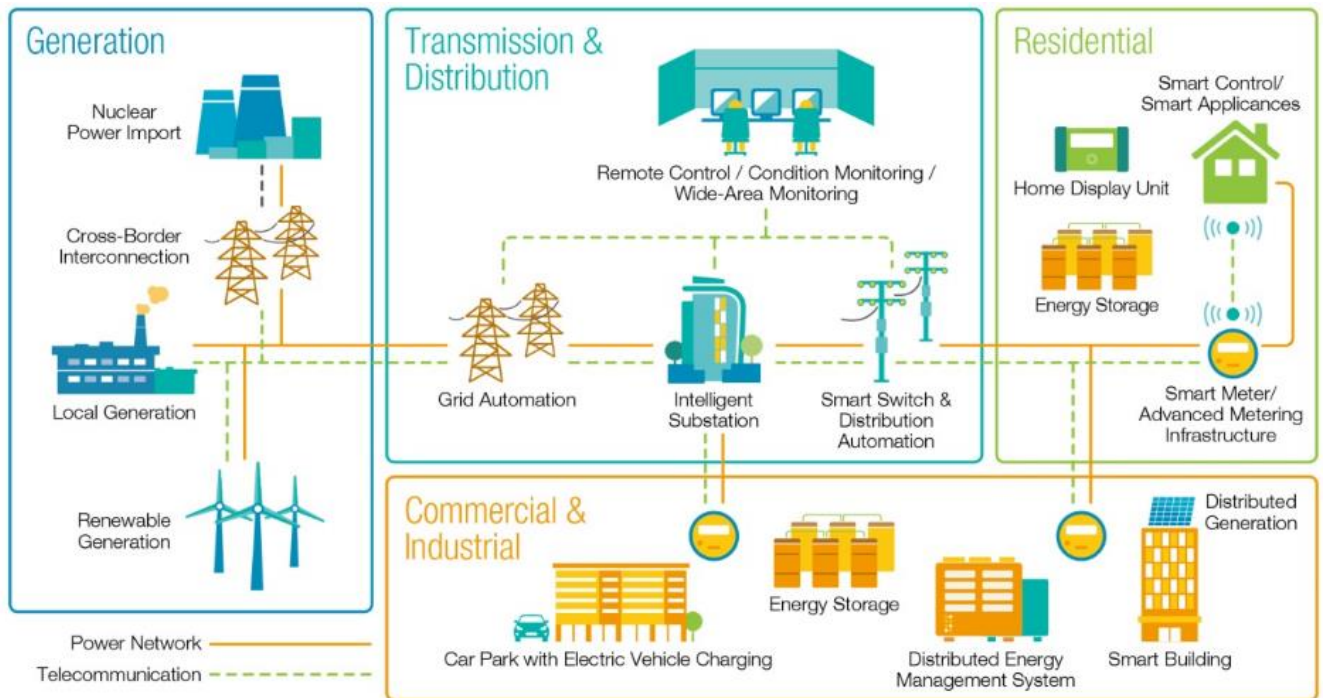 Generation
Nuclear
Power Import
Cross-Border
Interconnection
Local Generation
Renewable
Generation
Power Network
Telecommunication
Transmission &
Distribution
Remote Control / Condition Monitoring /
Wide-Area Monitoring
Grid Automation
Intelligent
Substation
Smart Switch &
Distribution
Automation
Residential
Smart Control/
Smart Applicances
Home Display Unit
Energy Storage
Smart Meter/
Advanced Metering
Infrastructure
Commercial &
Industrial
Car Park with Electric Vehicle Charging
Energy Storage
Distributed Energy
Management System
Distributed
Generation
Smart Building